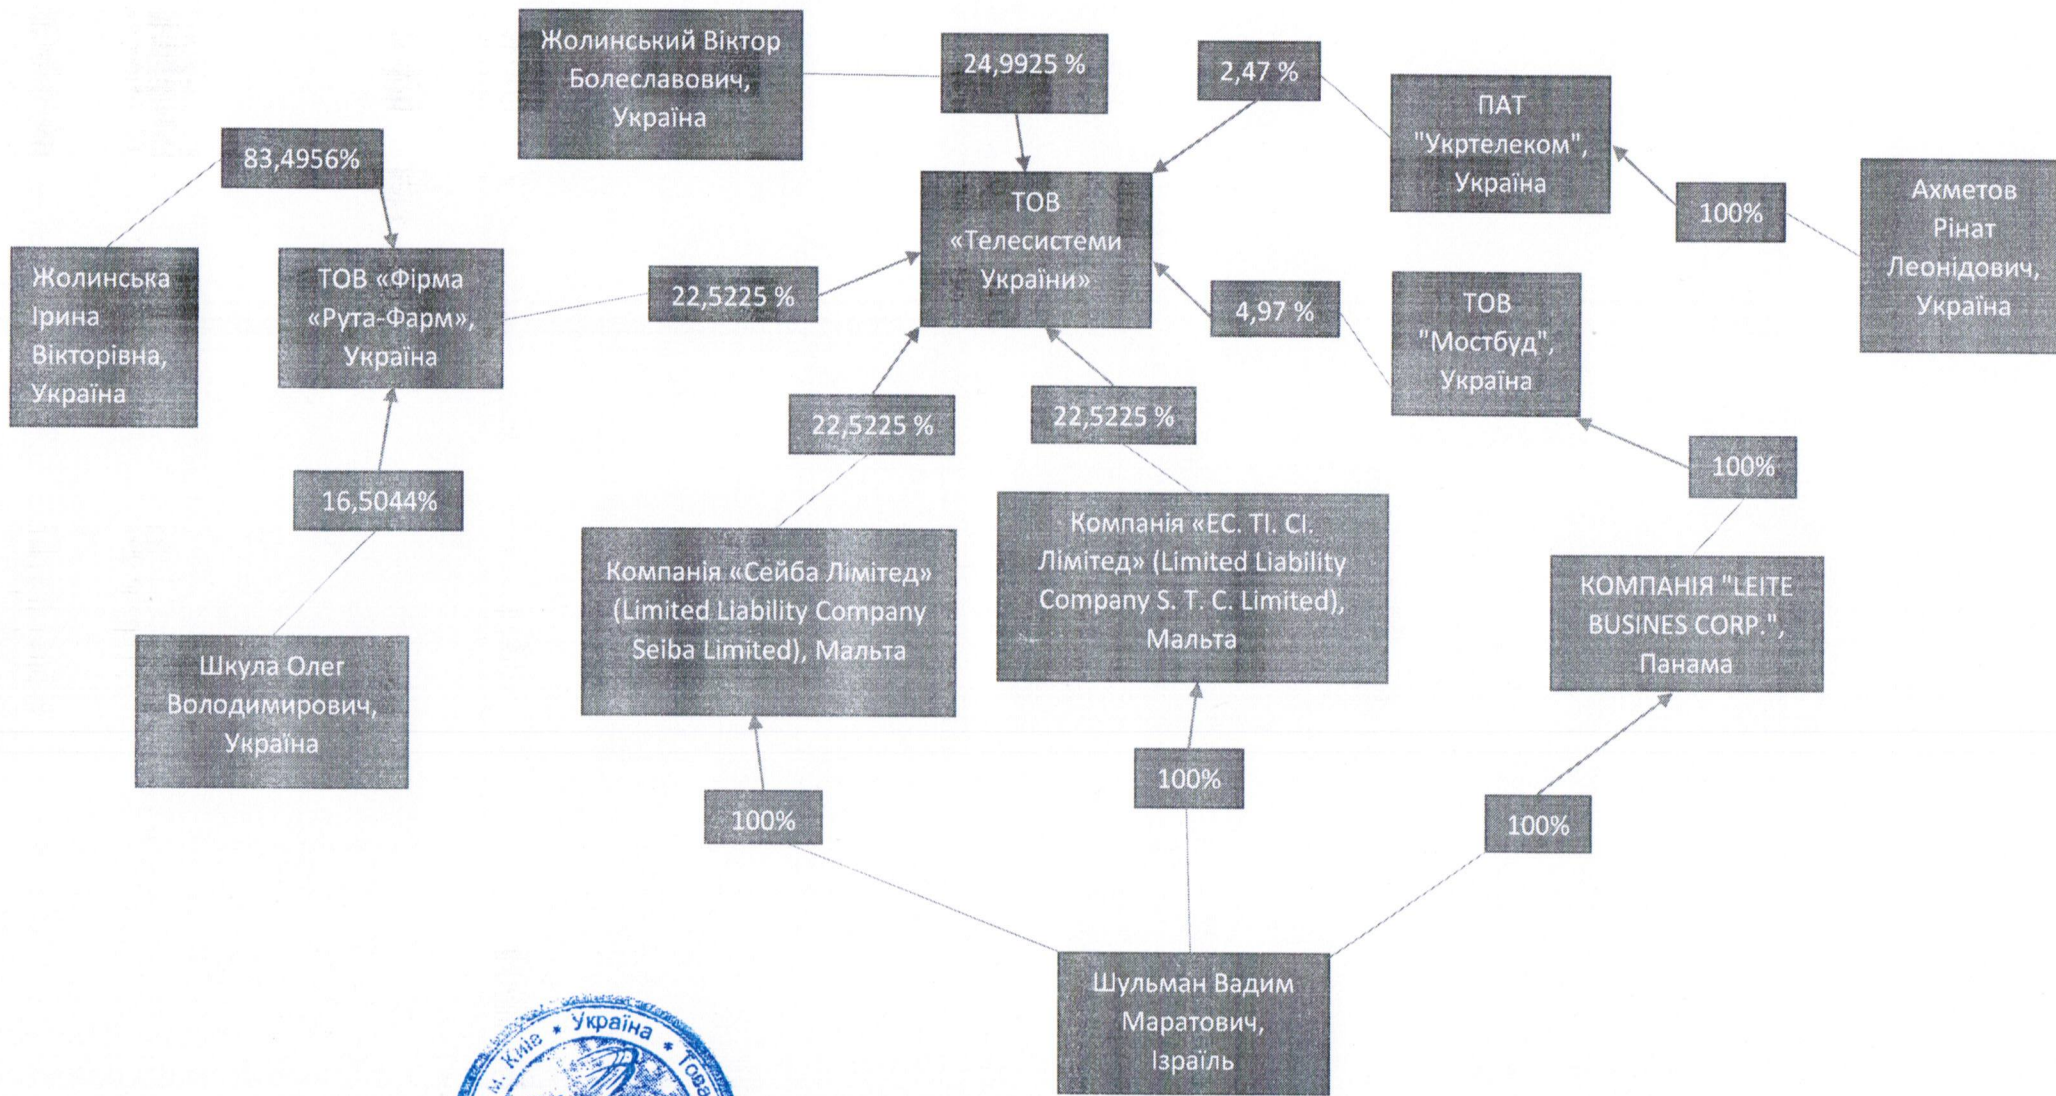 Жолинський Віктор
Болеславович,
Україна
24,9925 %
2,47 %
ПАТ
"Укртелеком",
Україна
100%
Ахметов
Рінат
Леонідович,
Україна
83,4956%
Жолинська
Ірина
Вікторівна,
Україна
ТОВ «Фірма
«Рута-Фарм»,
Україна
22,5225 %
ТОВ
«Телесистеми
України»
4,97 %
ТОВ
"Мостбуд",
Україна
16,5044%
22,5225 %
22,5225 %
100%
Шкула Олег
Володимирович,
Україна
Компанія «Сейба Лімітед»
(Limited Liability Company
Seiba Limited), Мальта
Компанія «ЕС. ТІ. СІ.
Лімітед» (Limited Liability
Company S. T. C. Limited),
Мальта
КОМПАНІЯ "LEITE
BUSINES CORP.",
Панама
100%
100%
100%
Шульман Вадим
Маратович,
Ізраїль
м. Київ * Україна *